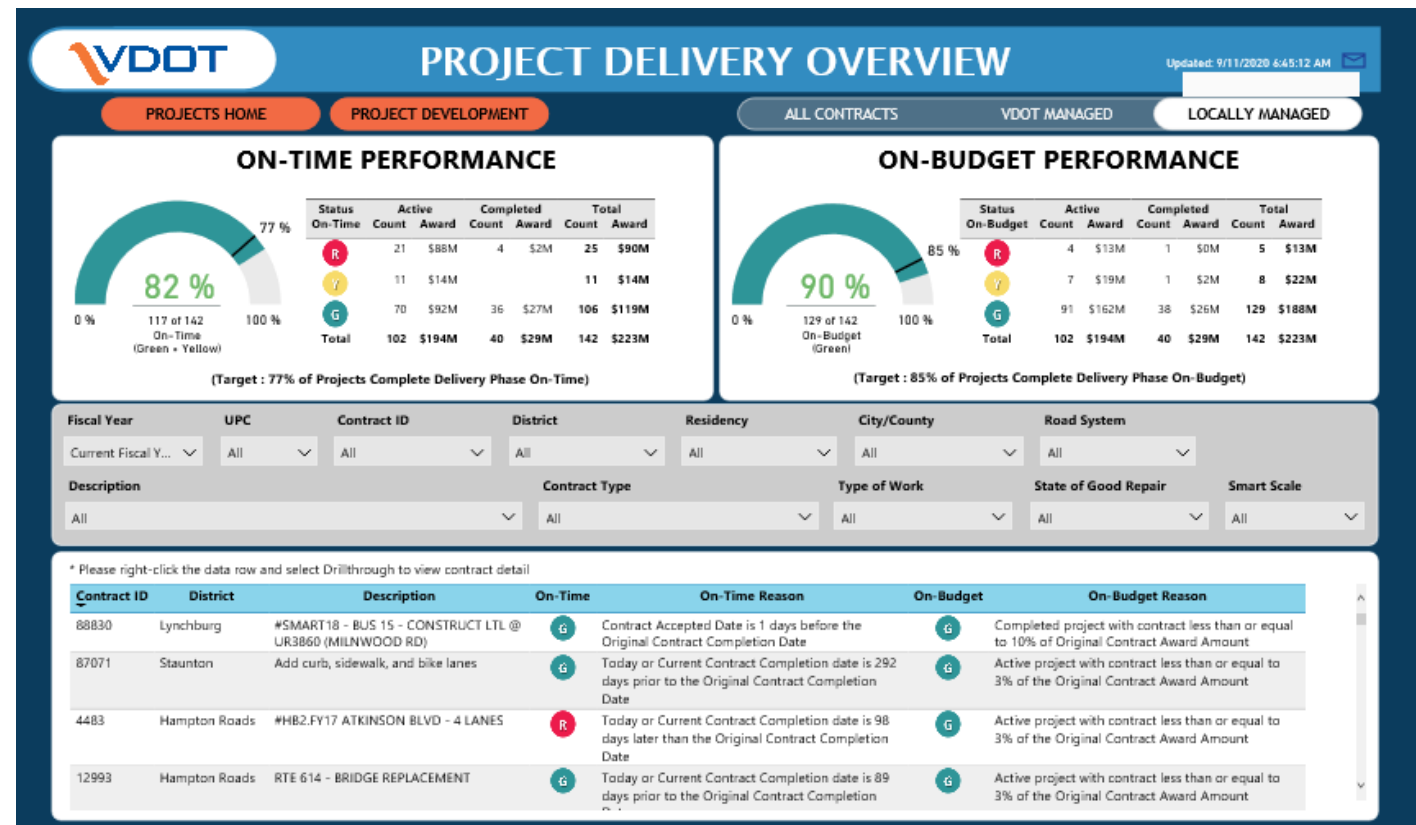 VDOT
PROJECT DELIVERY OVERVIEW
Updated: 9/11/2020 6:45:12 AM
PROJECTS HOME
PROJECT DEVELOPMENT
ALL CONTRACTS
VDOT MANAGED
LOCALLY MANAGED
ON-TIME PERFORMANCE
77 %
82 %
0 %
117 of 142
100 %
On-Time
(Green + Yellow)
Status Active Completed Total
On-Time Count Award Count Award Count Award
R 21 $88M 4 $2M 25 $90M
Y 11 $14M 11 $14M
G 70 $92M 36 $27M 106 $119M
Total 102 $194M 40 $29M 142 $223M
(Target : 77% of Projects Complete Delivery Phase On-Time)
ON-BUDGET PERFORMANCE
85 %
90 %
0 %
129 of 142
100 %
On-Budget
(Green)
Status Active Completed Total
On-Budget Count Award Count Award Count Award
R 4 $13M 1 $0M 5 $13M
Y 7 $19M 1 $2M 8 $22M
G 91 $162M 38 $26M 129 $188M
Total 102 $194M 40 $29M 142 $223M
(Target : 85% of Projects Complete Delivery Phase On-Budget)
Fiscal Year UPC Contract ID District Residency City/County Road System
Current Fiscal Y... All All All All All All
Description Contract Type Type of Work State of Good Repair Smart Scale
All All All All All
* Please right-click the data row and select Drillthrough to view contract detail
Contract ID District Description On-Time On-Time Reason On-Budget On-Budget Reason
88830 Lynchburg #SMART18 - BUS 15 - CONSTRUCT LTL @ G Contract Accepted Date is 1 days before the G Completed project with contract less than or equal
UR3860 (MILNWOOD RD) Original Contract Completion Date to 10% of Original Contract Award Amount
87071 Staunton Add curb, sidewalk, and bike lanes G Today or Current Contract Completion date is 292 G Active project with contract less than or equal to
days prior to the Original Contract Completion 3% of the Original Contract Award Amount
Date
4483 Hampton Roads #HB2.FY17 ATKINSON BLVD - 4 LANES R Today or Current Contract Completion date is 98 G Active project with contract less than or equal to
days later than the Original Contract Completion 3% of the Original Contract Award Amount
Date
12993 Hampton Roads RTE 614 - BRIDGE REPLACEMENT G Today or Current Contract Completion date is 89 G Active project with contract less than or equal to
days prior to the Original Contract Completion 3% of the Original Contract Award Amount